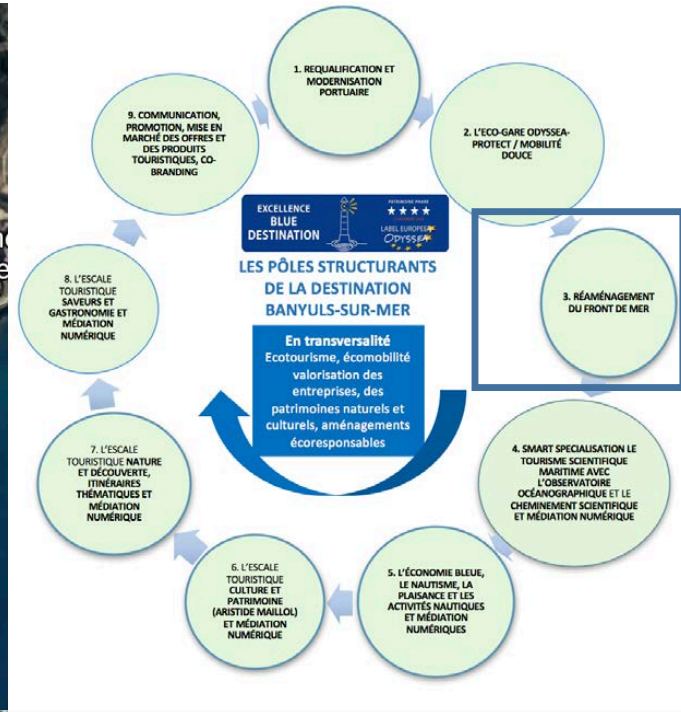 1. REQUALIFICATION ET
MODERNISATION
PORTUAIRE
2. L'ECO-GARE ODYSSEA-
PROTECT / MOBILITÉ
DOUCE
3. RÉAMÉNAGEMENT
DU FRONT DE MER
4. SMART SPECIALISATION LE
TOURISME SCIENTIFIQUE
MARITIME AVEC
L'OBSERVATOIRE
OCÉANOGRAPHIQUE ET LE
CHEMINEMENT SCIENTIFIQUE
ET MÉDIATION NUMÉRIQUE
5. L'ÉCONOMIE BLEUE,
LE NAUTISME, LA
PLAISANCE ET LES
ACTIVITÉS NAUTIQUES
ET MÉDIATION
NUMÉRIQUES
6. L'ESCALE
TOURISTIQUE
CULTURE ET
PATRIMOINE
(ARISTIDE MAILLOL)
ET MÉDIATION
NUMÉRIQUE
7. L'ESCALE
TOURISTIQUE NATURE
ET DÉCOUVERTE,
ITINÉRAIRES
THÉMATIQUES ET
MÉDIATION
NUMÉRIQUE
8. L'ESCALE
TOURISTIQUE
SAVEURS ET
GASTRONOMIE ET
MÉDIATION
NUMÉRIQUE
9. COMMUNICATION,
PROMOTION, MISE EN
MARCHÉ DES OFFRES ET
DES PRODUITS
TOURISTIQUES, CO-
BRANDING
EXCELLENCE
BLUE
DESTINATION
PATRIMOINE PHARE
LABEL EUROPEEN
ODYSSEA
LES PÔLES STRUCTURANTS
DE LA DESTINATION
BANYULS-SUR-MER
En transversalité
Ecotourisme, écomobilité
valorisation des
entreprises, des
patrimoines naturels et
culturels, aménagements
écoresponsables